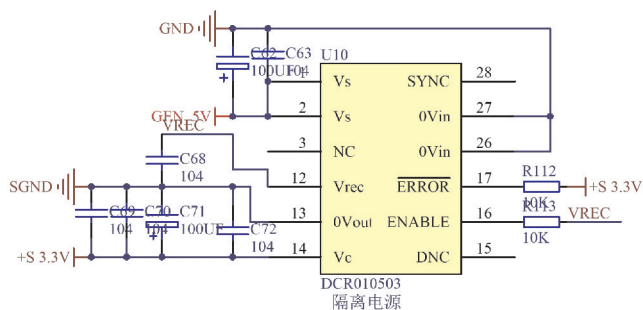 GND
C62
100UF
C63
104
U10
GEN_5V
1
Vs
SYNC
28
2
Vs
0Vin
27
3
NC
0Vin
26
VREC
C68
104
12
Vrec
ERROR
17
R112
10K
+S 3.3V
SGND
C69
104
C70
104
C71
100UF
C72
104
13
0Vout
ENABLE
16
R113
10K
VREC
+S 3.3V
14
Vc
DNC
15
DCR010503
隔离电源